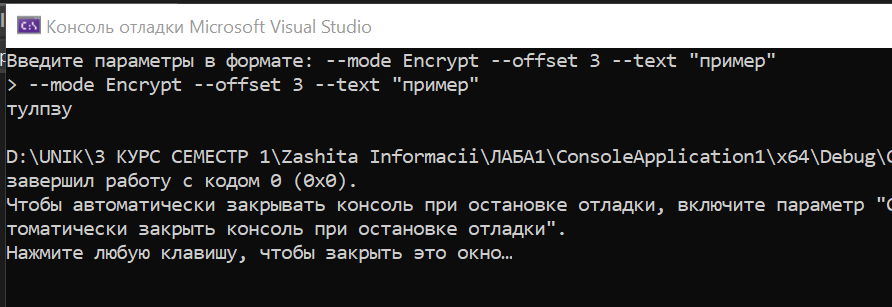 Консоль отладки Microsoft Visual Studio
Введите параметры в формате: --mode Encrypt --offset 3 --text "пример"
> --mode Encrypt --offset 3 --text "пример"
тулпзу
D:\UNIK\3 КУРС СЕМЕСТР 1\Zashita Informacii\ЛАБА1\ConsoleApplication1\x64\Debug\
завершил работу с кодом 0 (0x0).
Чтобы автоматически закрывать консоль при остановке отладки, включите параметр "
томатически закрыть консоль при остановке отладки".
Нажмите любую клавишу, чтобы закрыть это окно…